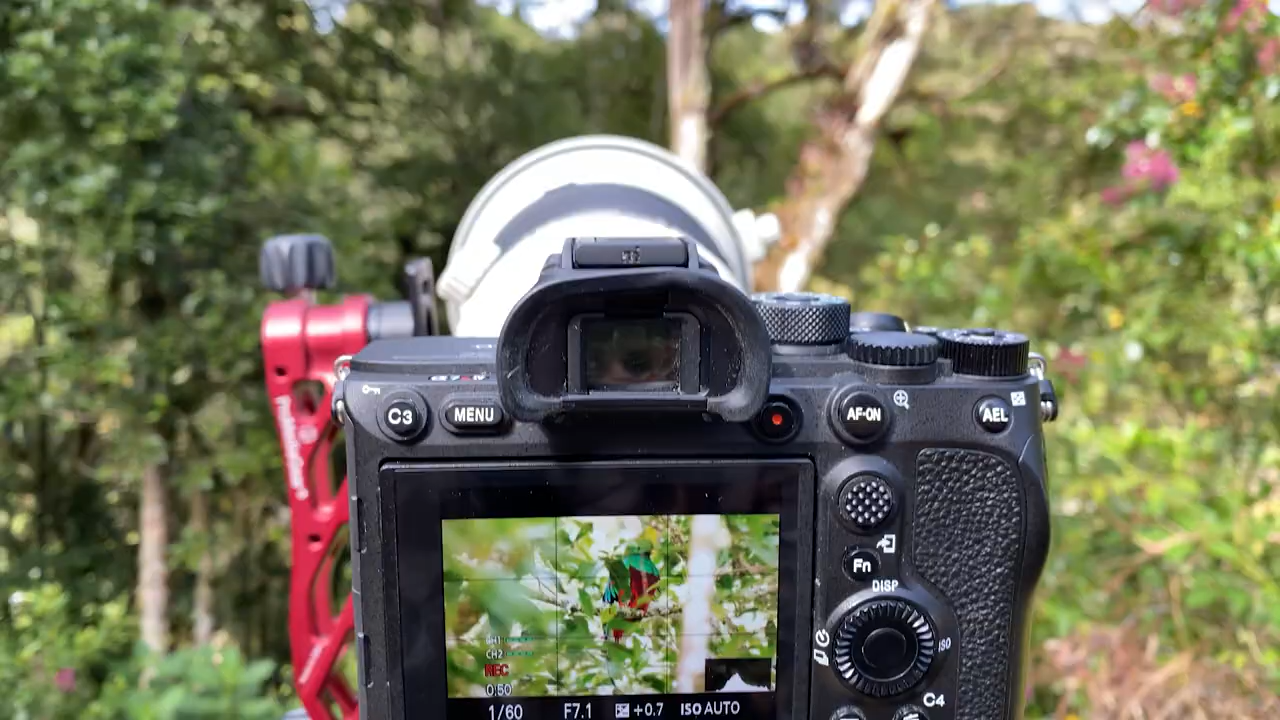 C3
MENU
AF-ON
AEL
Fn
DISP
ISO
C4
CH1
CH2
REC
0:50
1/60 F7.1 +0.7 ISO AUTO